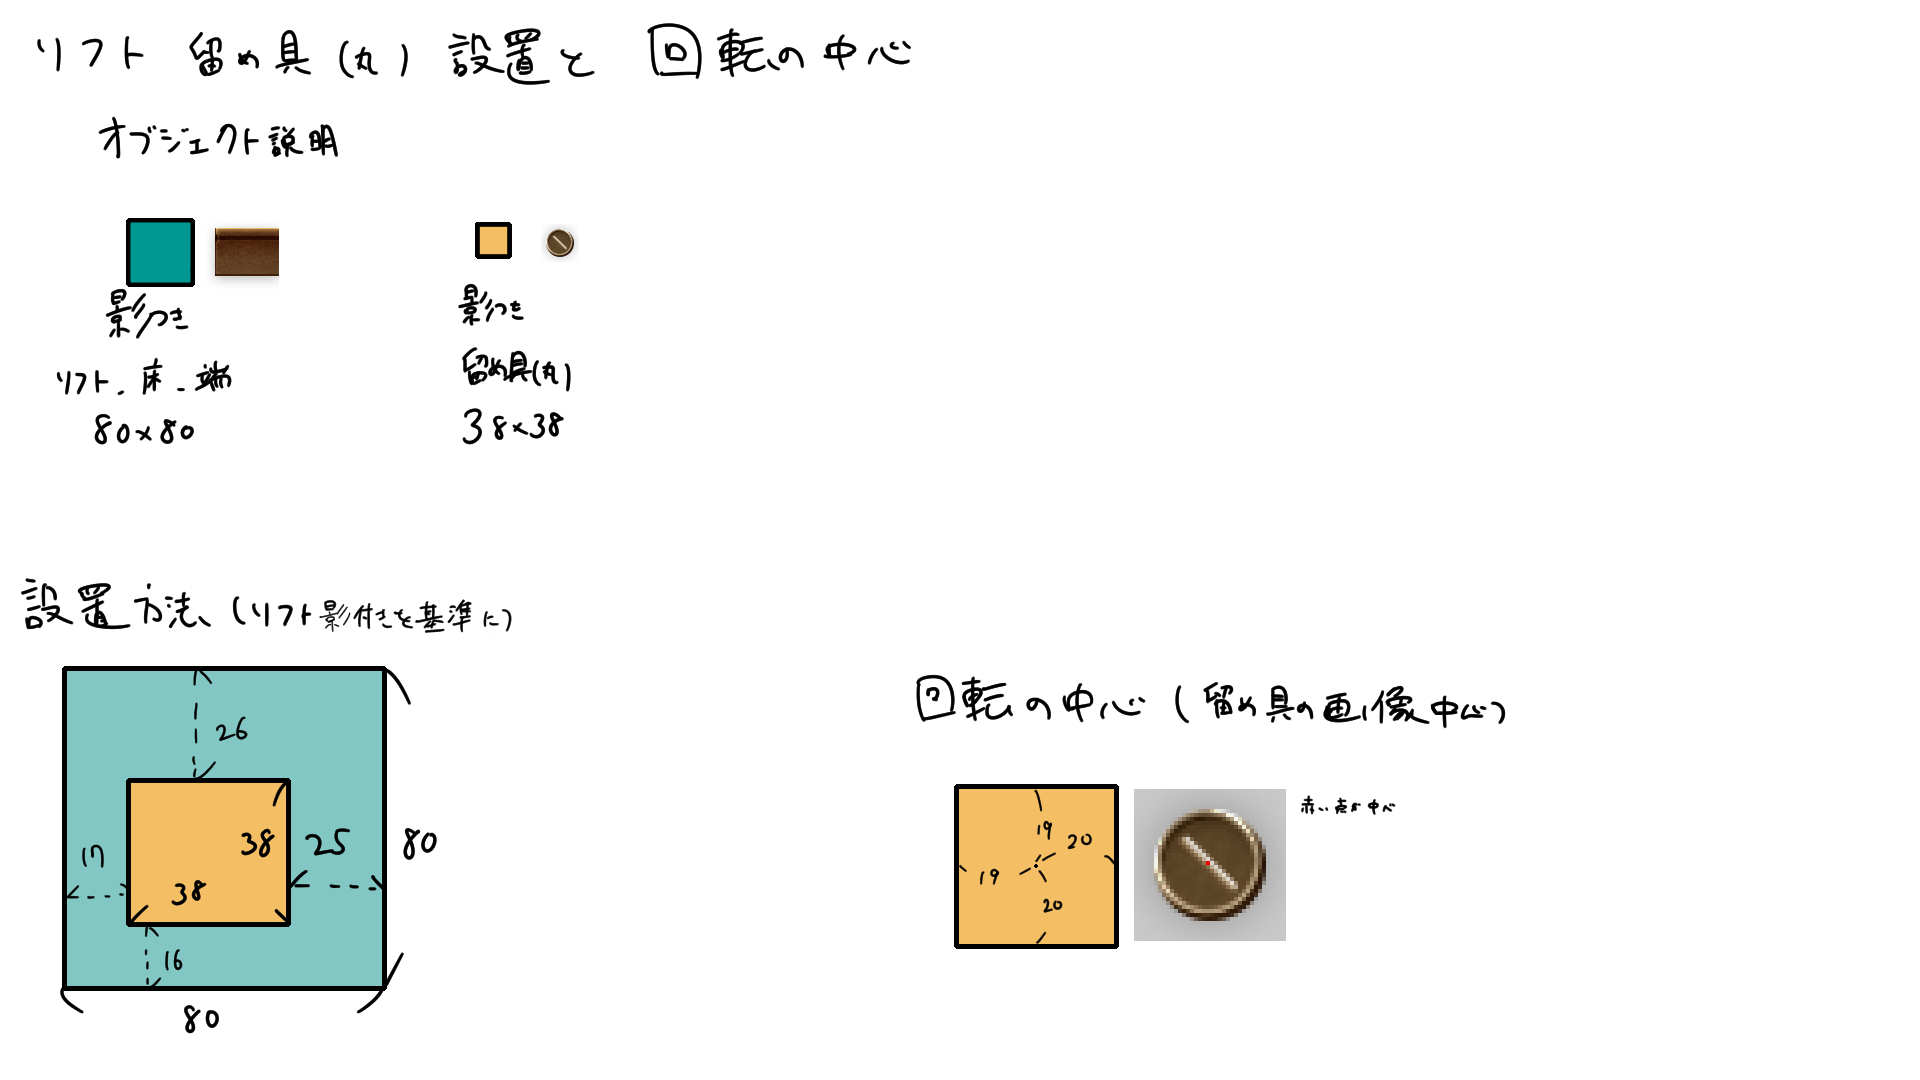 リフト 留め具(丸) 設置と 回転の中心
オブジェクト説明
影つき
リフト_床_端
80×80
影つき
留め具(丸)
38×38
設置方法、(リフト影付きを基準に)
26
38
25
80
17
38
16
80
回転の中心(留め具の画像中心)
19
20
19
20
赤い点が中心